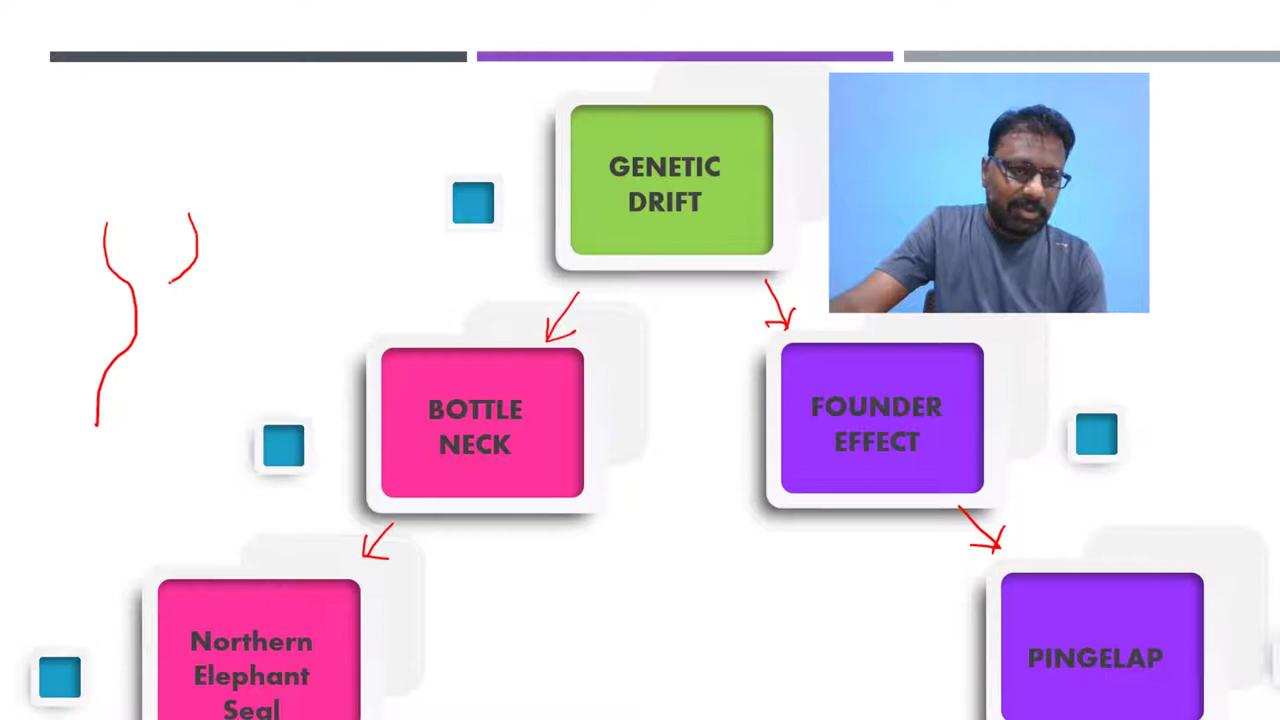 GENETIC
DRIFT
BOTTLE
NECK
FOUNDER
EFFECT
Northern
Elephant
Seal
PINGELAP